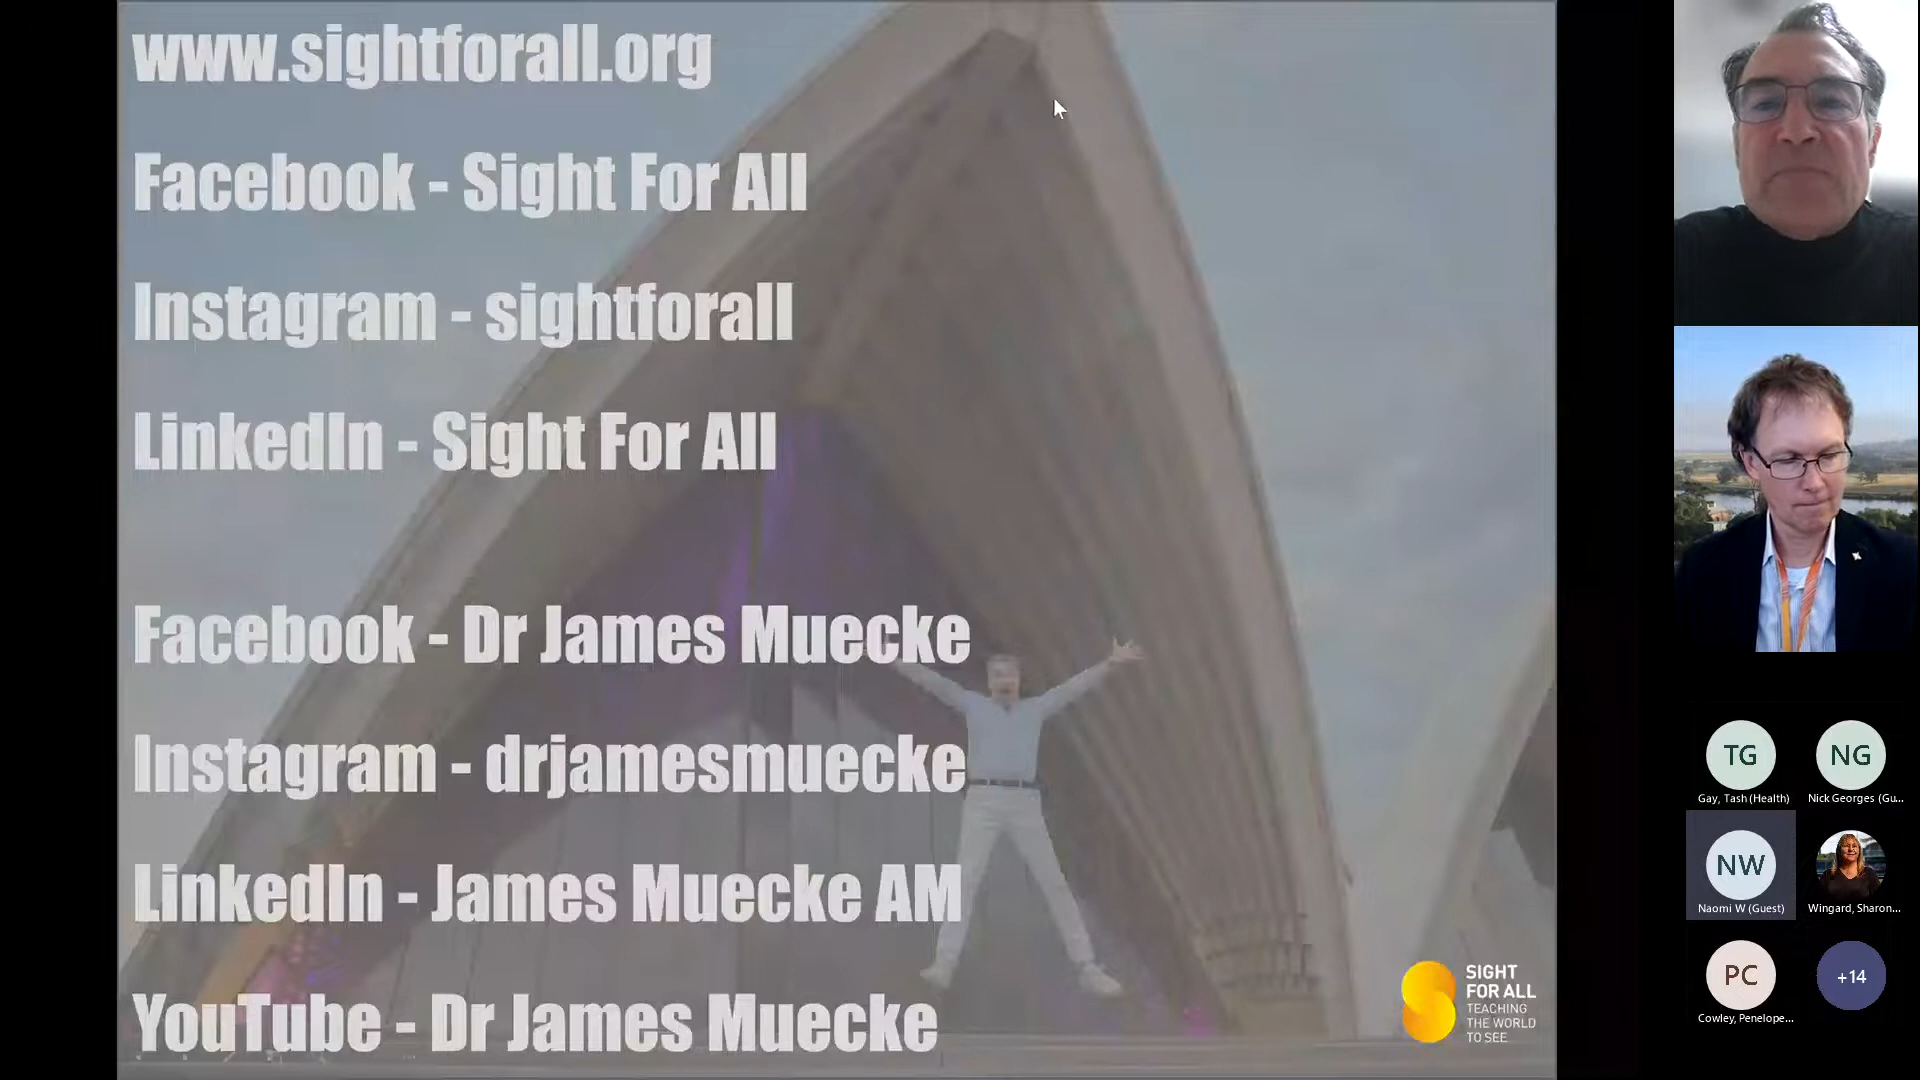 www.sightforall.org
Facebook - Sight For All
Instagram - sightforall
LinkedIn - Sight For All
Facebook - Dr James Muecke
Instagram - drjamesmuecke
LinkedIn - James Muecke AM
YouTube - Dr James Muecke
SIGHT
FOR ALL
TEACHING
THE WORLD
TO SEE
TG
NG
Gay, Tash (Health)
Nick Georges (Gu...
NW
Naomi W (Guest)
Wingard, Sharon...
PC
+14
Cowley, Penelope...